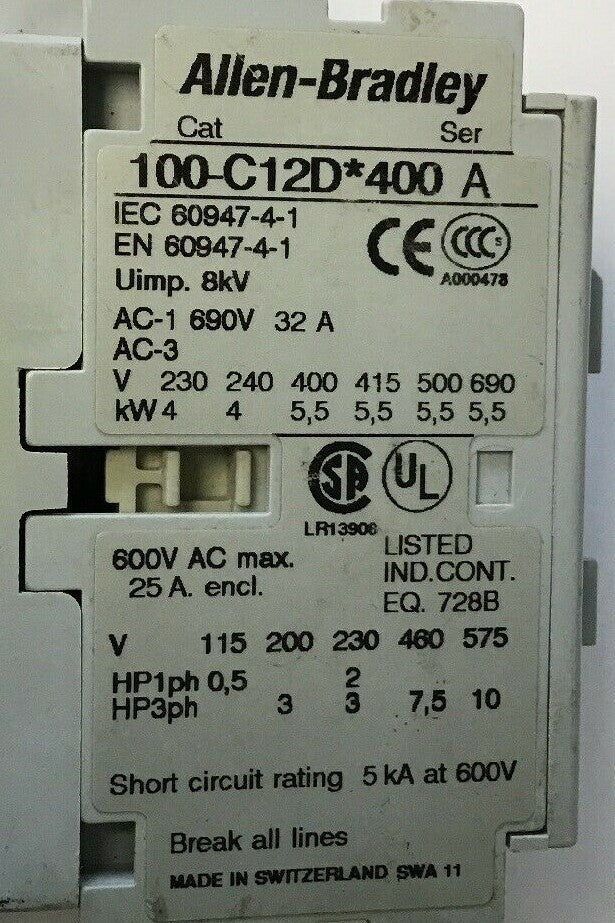 Allen-Bradley
Cat Ser
100-C12D*400 A
IEC 60947-4-1
EN 60947-4-1
CE CCC S
Uimp. 8kV
A000478
AC-1 690V 32 A
AC-3
V 230 240 400 415 500 690
kW 4 4 5,5 5,5 5,5 5,5
SA UL
LR13906
600V AC max.
25 A. encl.
LISTED
IND.CONT.
EQ. 728B
V 115 200 230 460 575
HP1ph 0,5 2
HP3ph 3 3 7,5 10
Short circuit rating 5 kA at 600V
Break all lines
MADE IN SWITZERLAND SWA 11